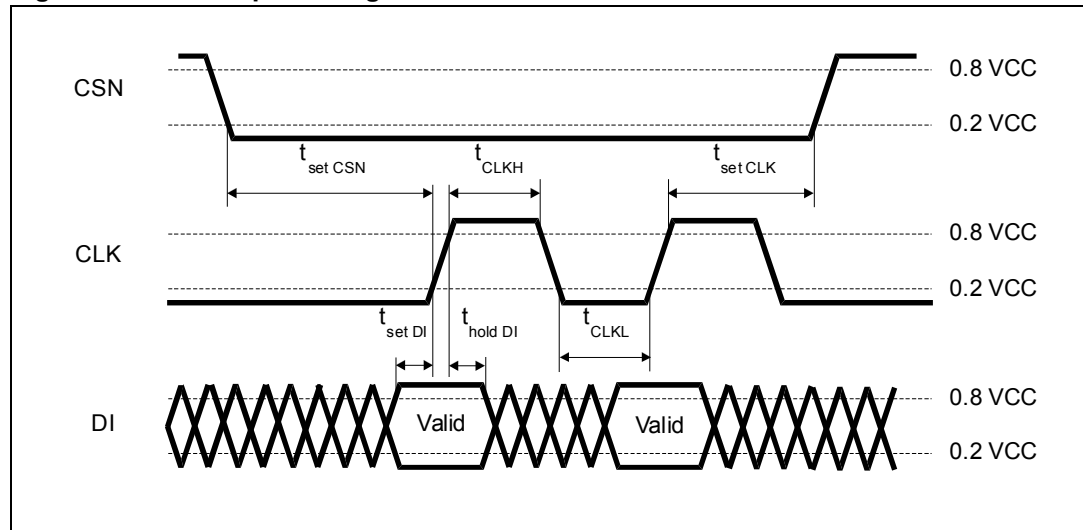 CSN
0.8 VCC
0.2 VCC
t set CSN
t CLKH
t set CLK
CLK
0.8 VCC
0.2 VCC
t set DI
t hold DI
t CLKL
DI
Valid
Valid
0.8 VCC
0.2 VCC